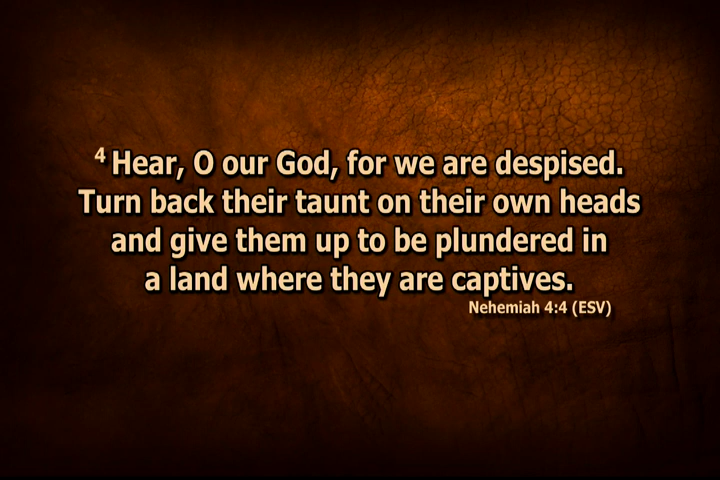 4 Hear, O our God, for we are despised.
Turn back their taunt on their own heads
and give them up to be plundered in
a land where they are captives.
Nehemiah 4:4 (ESV)